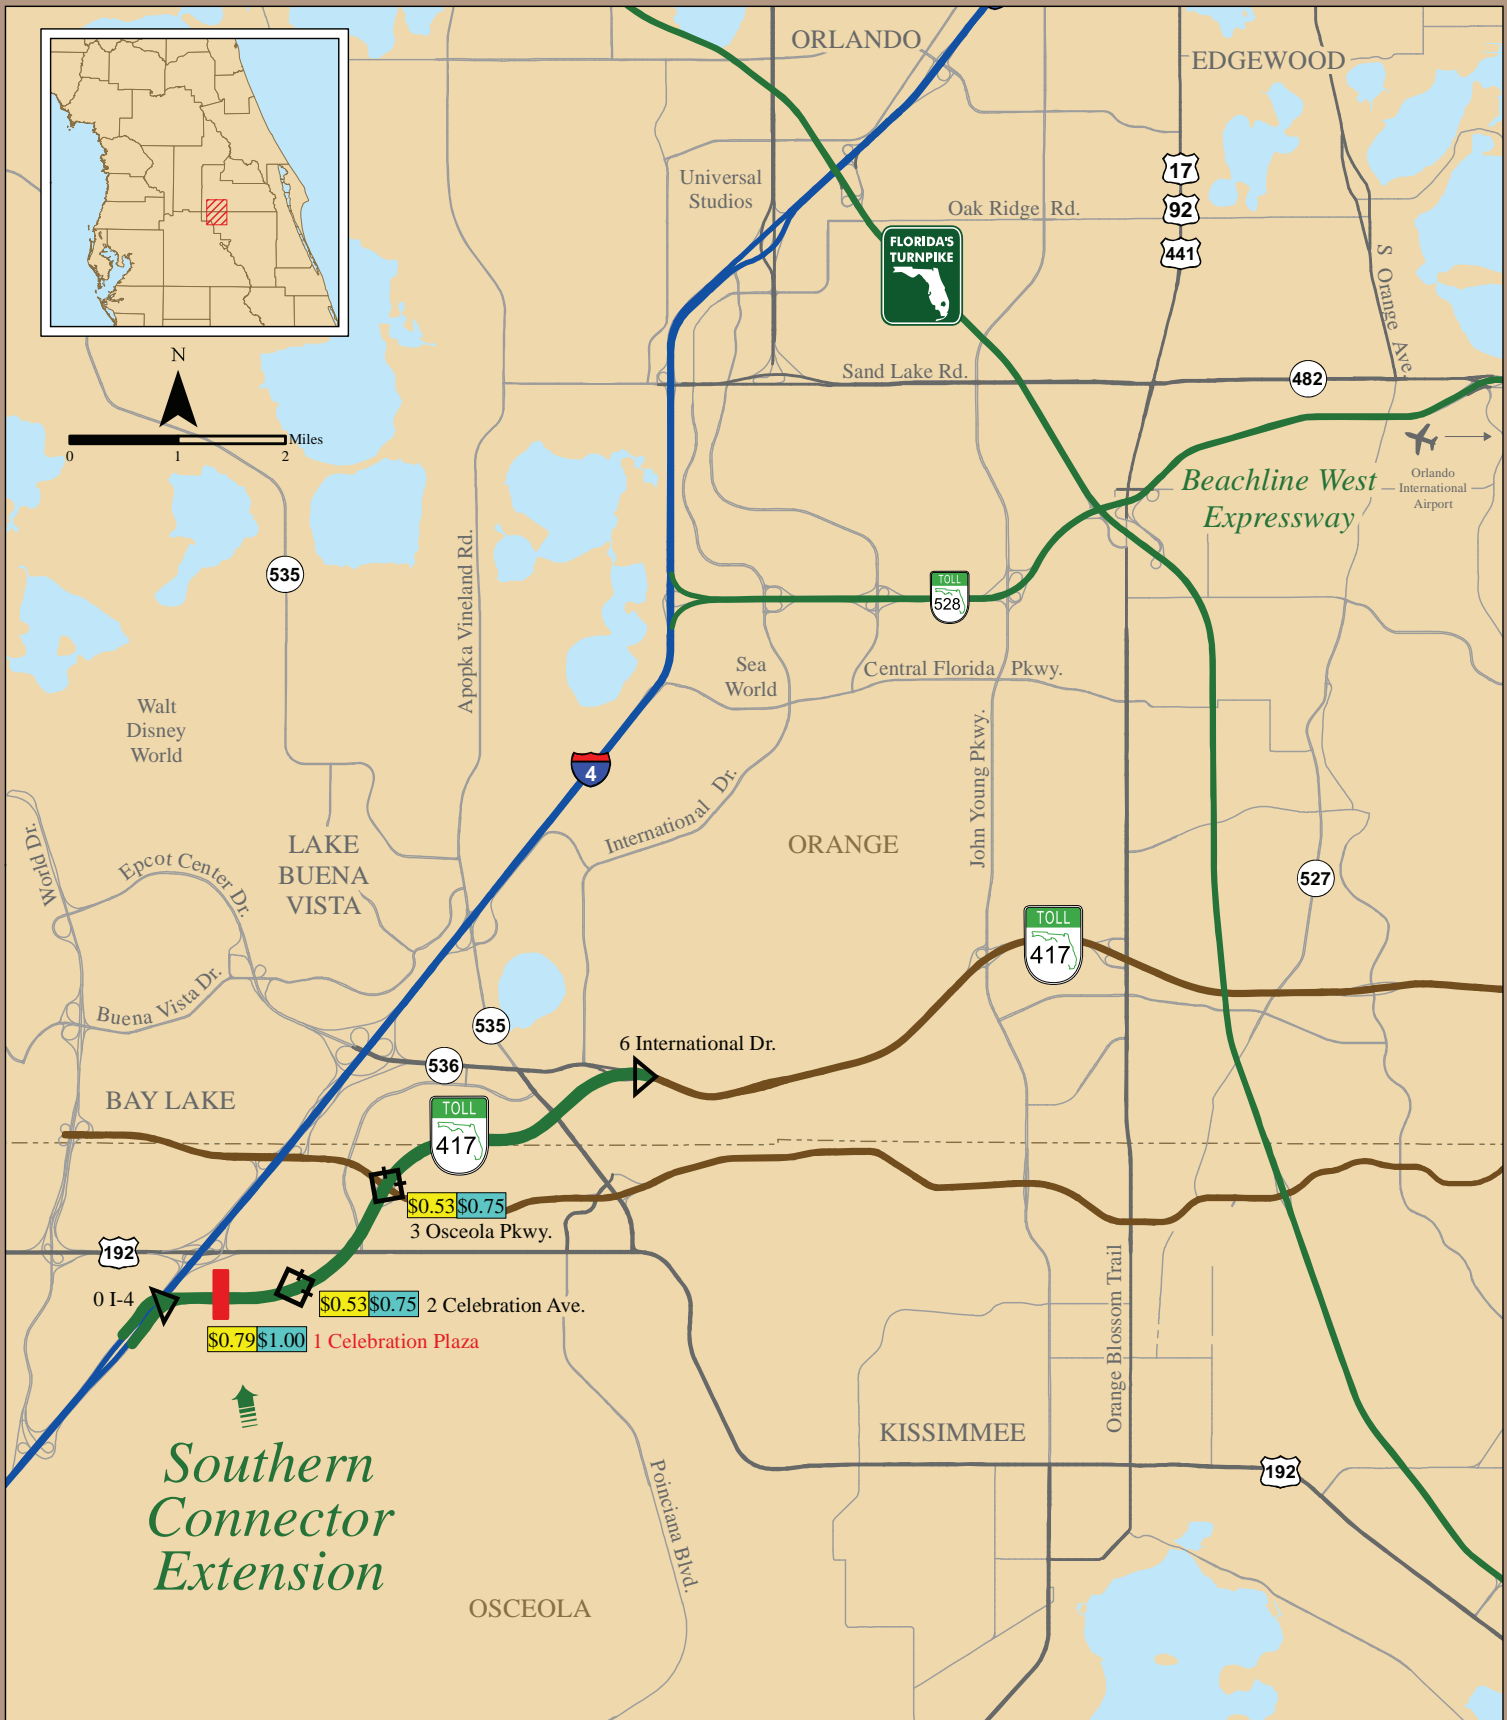 ORLANDO
EDGEWOOD
17
92
441
Universal
Studios
Oak Ridge Rd.
FLORIDA'S
TURNPIKE
S Orange Ave.
N
Miles
0 1 2
Sand Lake Rd.
482
Beachline West
Expressway
Orlando
International
Airport
535
Apopka Vineland Rd.
TOLL
528
Sea
World
Central Florida Pkwy.
Walt
Disney
World
4
International Dr.
John Young Pkwy.
World Dr.
Epcot Center Dr.
LAKE
BUENA
VISTA
ORANGE
527
TOLL
417
Buena Vista Dr.
535
6 International Dr.
536
BAY LAKE
TOLL
417
$0.53 $0.75
3 Osceola Pkwy.
192
0 I-4
$0.53 $0.75 2 Celebration Ave.
$0.79 $1.00 1 Celebration Plaza
Orange Blossom Trail
Southern
Connector
Extension
KISSIMMEE
192
Poinciana Blvd.
OSCEOLA